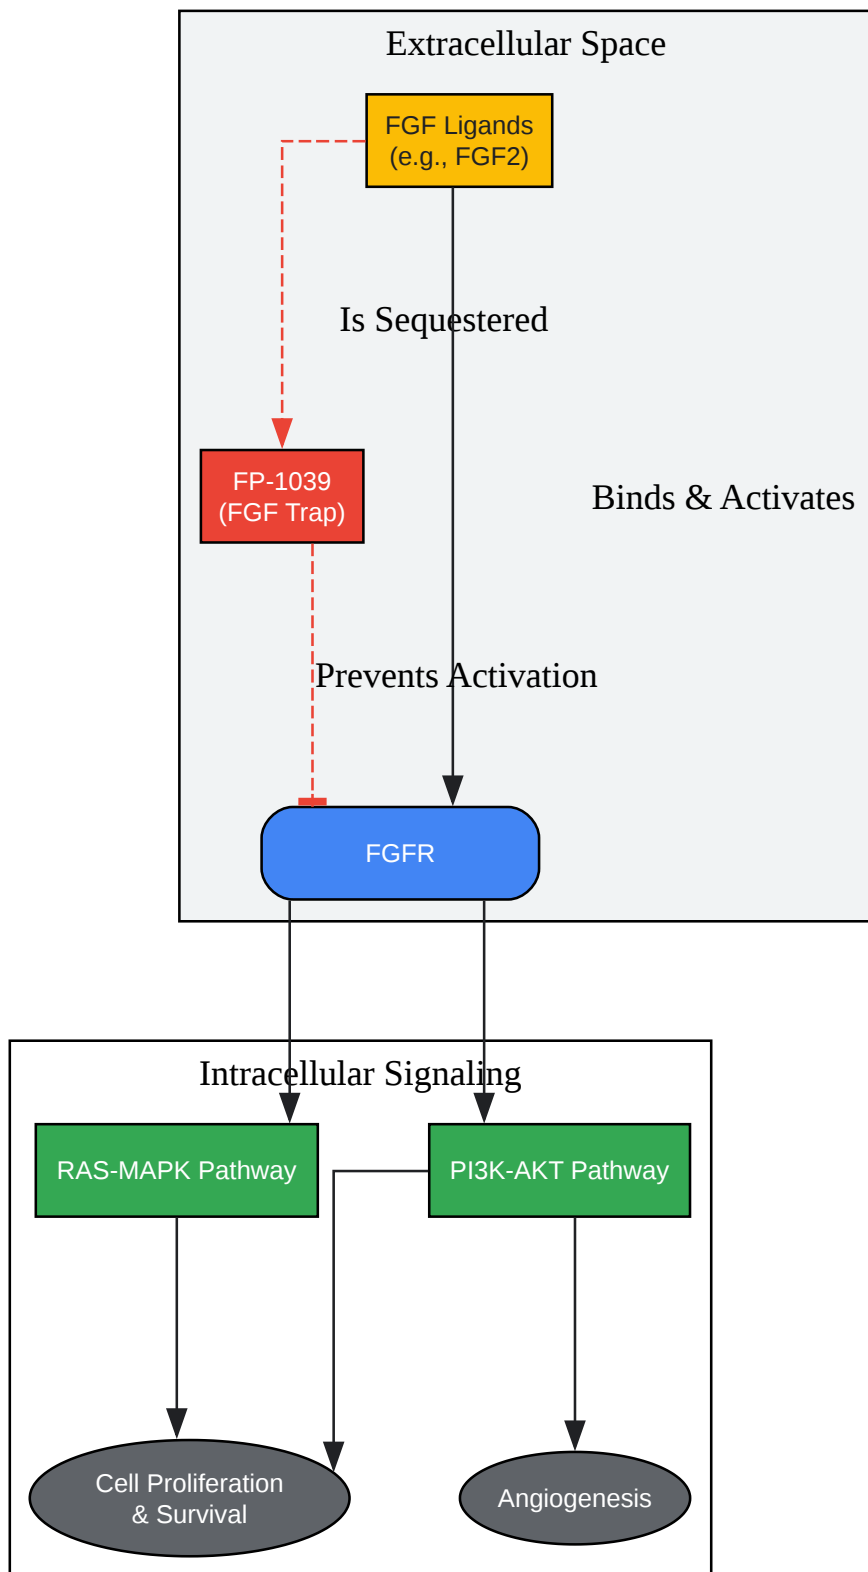 Extracellular Space
FGF Ligands
(e.g., FGF2)
Is Sequestered
FP-1039
(FGF Trap)
Binds & Activates
Prevents Activation
FGFR
Intracellular Signaling
RAS-MAPK Pathway
PI3K-AKT Pathway
Cell Proliferation
& Survival
Angiogenesis